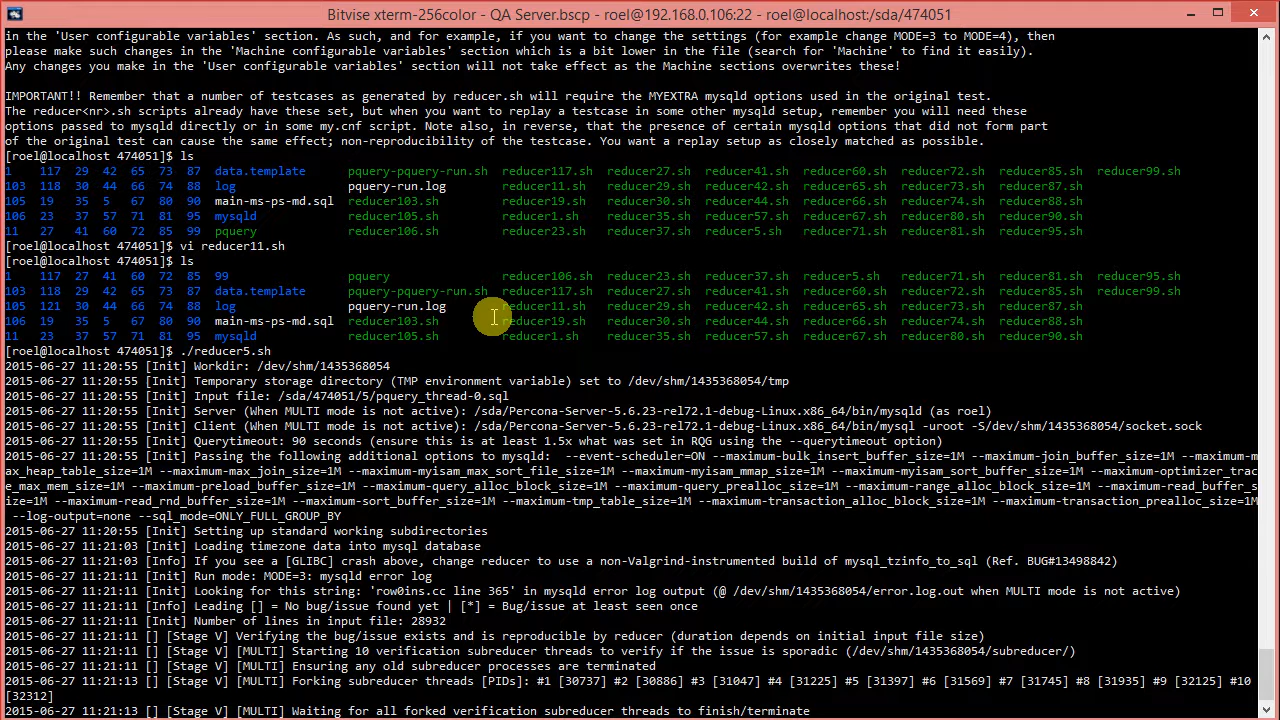 Bitvise xterm-256color - QA Server.bscp - roel@192.168.0.106:22 - roel@localhost:/sda/474051
in the 'User configurable variables' section. As such, and for example, if you want to change the settings (for example change MODE=3 to MODE=4), then
please make such changes in the 'Machine configurable variables' section which is a bit lower in the file (search for 'Machine' to find it easily).
Any changes you make in the 'User configurable variables' section will not take effect as the Machine sections overwrites these!
IMPORTANT!! Remember that a number of testcases as generated by reducer.sh will require the MYEXTRA mysqld options used in the original test.
The reducer<nr>.sh scripts already have these set, but when you want to replay a testcase in some other mysqld setup, remember you will need these
options passed to mysqld directly or in some my.cnf script. Note also, in reverse, that the presence of certain mysqld options that did not form part
of the original test can cause the same effect; non-reproducibility of the testcase. You want a replay setup as closely matched as possible.
[roel@localhost 474051]$ ls
1 117 29 42 65 73 87 data.template pquery-pquery-run.sh reducer117.sh reducer27.sh reducer41.sh reducer60.sh reducer72.sh reducer85.sh reducer99.sh
103 118 30 44 66 74 88 log pquery-run.log reducer11.sh reducer29.sh reducer42.sh reducer65.sh reducer73.sh reducer87.sh
105 19 35 5 67 80 90 main-ms-ps-md.sql reducer103.sh reducer19.sh reducer30.sh reducer44.sh reducer66.sh reducer74.sh reducer88.sh
106 23 37 57 71 81 95 mysqld reducer105.sh reducer1.sh reducer35.sh reducer57.sh reducer67.sh reducer80.sh reducer90.sh
11 27 41 60 72 85 99 pquery reducer106.sh reducer23.sh reducer37.sh reducer5.sh reducer71.sh reducer81.sh reducer95.sh
[roel@localhost 474051]$ vi reducer11.sh
[roel@localhost 474051]$ ls
1 117 27 41 60 72 85 99 pquery reducer106.sh reducer23.sh reducer37.sh reducer5.sh reducer71.sh reducer81.sh reducer95.sh
103 118 29 42 65 73 87 data.template pquery-pquery-run.sh reducer117.sh reducer27.sh reducer41.sh reducer60.sh reducer72.sh reducer85.sh reducer99.sh
105 121 30 44 66 74 88 log pquery-run.log reducer11.sh reducer29.sh reducer42.sh reducer65.sh reducer73.sh reducer87.sh
106 19 35 5 67 80 90 main-ms-ps-md.sql reducer103.sh reducer19.sh reducer30.sh reducer44.sh reducer66.sh reducer74.sh reducer88.sh
11 23 37 57 71 81 95 mysqld reducer105.sh reducer1.sh reducer35.sh reducer57.sh reducer67.sh reducer80.sh reducer90.sh
[roel@localhost 474051]$ ./reducer5.sh
2015-06-27 11:20:55 [Init] Workdir: /dev/shm/1435368054
2015-06-27 11:20:55 [Init] Temporary storage directory (TMP environment variable) set to /dev/shm/1435368054/tmp
2015-06-27 11:20:55 [Init] Input file: /sda/474051/5/pquery_thread-0.sql
2015-06-27 11:20:55 [Init] Server (When MULTI mode is not active): /sda/Percona-Server-5.6.23-rel72.1-debug-Linux.x86_64/bin/mysqld (as roel)
2015-06-27 11:20:55 [Init] Client (When MULTI mode is not active): /sda/Percona-Server-5.6.23-rel72.1-debug-Linux.x86_64/bin/mysql -uroot -S/dev/shm/1435368054/socket.sock
2015-06-27 11:20:55 [Init] Querytimeout: 90 seconds (ensure this is at least 1.5x what was set in RQG using the --querytimeout option)
2015-06-27 11:20:55 [Init] Passing the following additional options to mysqld: --event-scheduler=ON --maximum-bulk_insert_buffer_size=1M --maximum-join_buffer_size=1M --maximum-m
ax_heap_table_size=1M --maximum-max_join_size=1M --maximum-myisam_max_sort_file_size=1M --maximum-myisam_mmap_size=1M --maximum-myisam_sort_buffer_size=1M --maximum-optimizer_trac
e_max_mem_size=1M --maximum-preload_buffer_size=1M --maximum-query_alloc_block_size=1M --maximum-query_prealloc_size=1M --maximum-range_alloc_block_size=1M --maximum-read_buffer_s
ize=1M --maximum-read_rnd_buffer_size=1M --maximum-sort_buffer_size=1M --maximum-tmp_table_size=1M --maximum-transaction_alloc_block_size=1M --maximum-transaction_prealloc_size=1M
--log-output=none --sql_mode=ONLY_FULL_GROUP_BY
2015-06-27 11:20:55 [Init] Setting up standard working subdirectories
2015-06-27 11:21:03 [Init] Loading timezone data into mysql database
2015-06-27 11:21:03 [Info] If you see a [GLIBC] crash above, change reducer to use a non-Valgrind-instrumented build of mysql_tzinfo_to_sql (Ref. BUG#13498842)
2015-06-27 11:21:11 [Init] Run mode: MODE=3: mysqld error log
2015-06-27 11:21:11 [Init] Looking for this string: 'row0ins.cc line 365' in mysqld error log output (@ /dev/shm/1435368054/error.log.out when MULTI mode is not active)
2015-06-27 11:21:11 [Info] Leading [] = No bug/issue found yet | [*] = Bug/issue at least seen once
2015-06-27 11:21:11 [Init] Number of lines in input file: 28932
2015-06-27 11:21:11 [] [Stage V] Verifying the bug/issue exists and is reproducible by reducer (duration depends on initial input file size)
2015-06-27 11:21:11 [] [Stage V] [MULTI] Starting 10 verification subreducer threads to verify if the issue is sporadic (/dev/shm/1435368054/subreducer/)
2015-06-27 11:21:11 [] [Stage V] [MULTI] Ensuring any old subreducer processes are terminated
2015-06-27 11:21:13 [] [Stage V] [MULTI] Forking subreducer threads [PIDs]: #1 [30737] #2 [30886] #3 [31047] #4 [31225] #5 [31397] #6 [31569] #7 [31745] #8 [31935] #9 [32125] #10
[32312]
2015-06-27 11:21:13 [] [Stage V] [MULTI] Waiting for all forked verification subreducer threads to finish/terminate